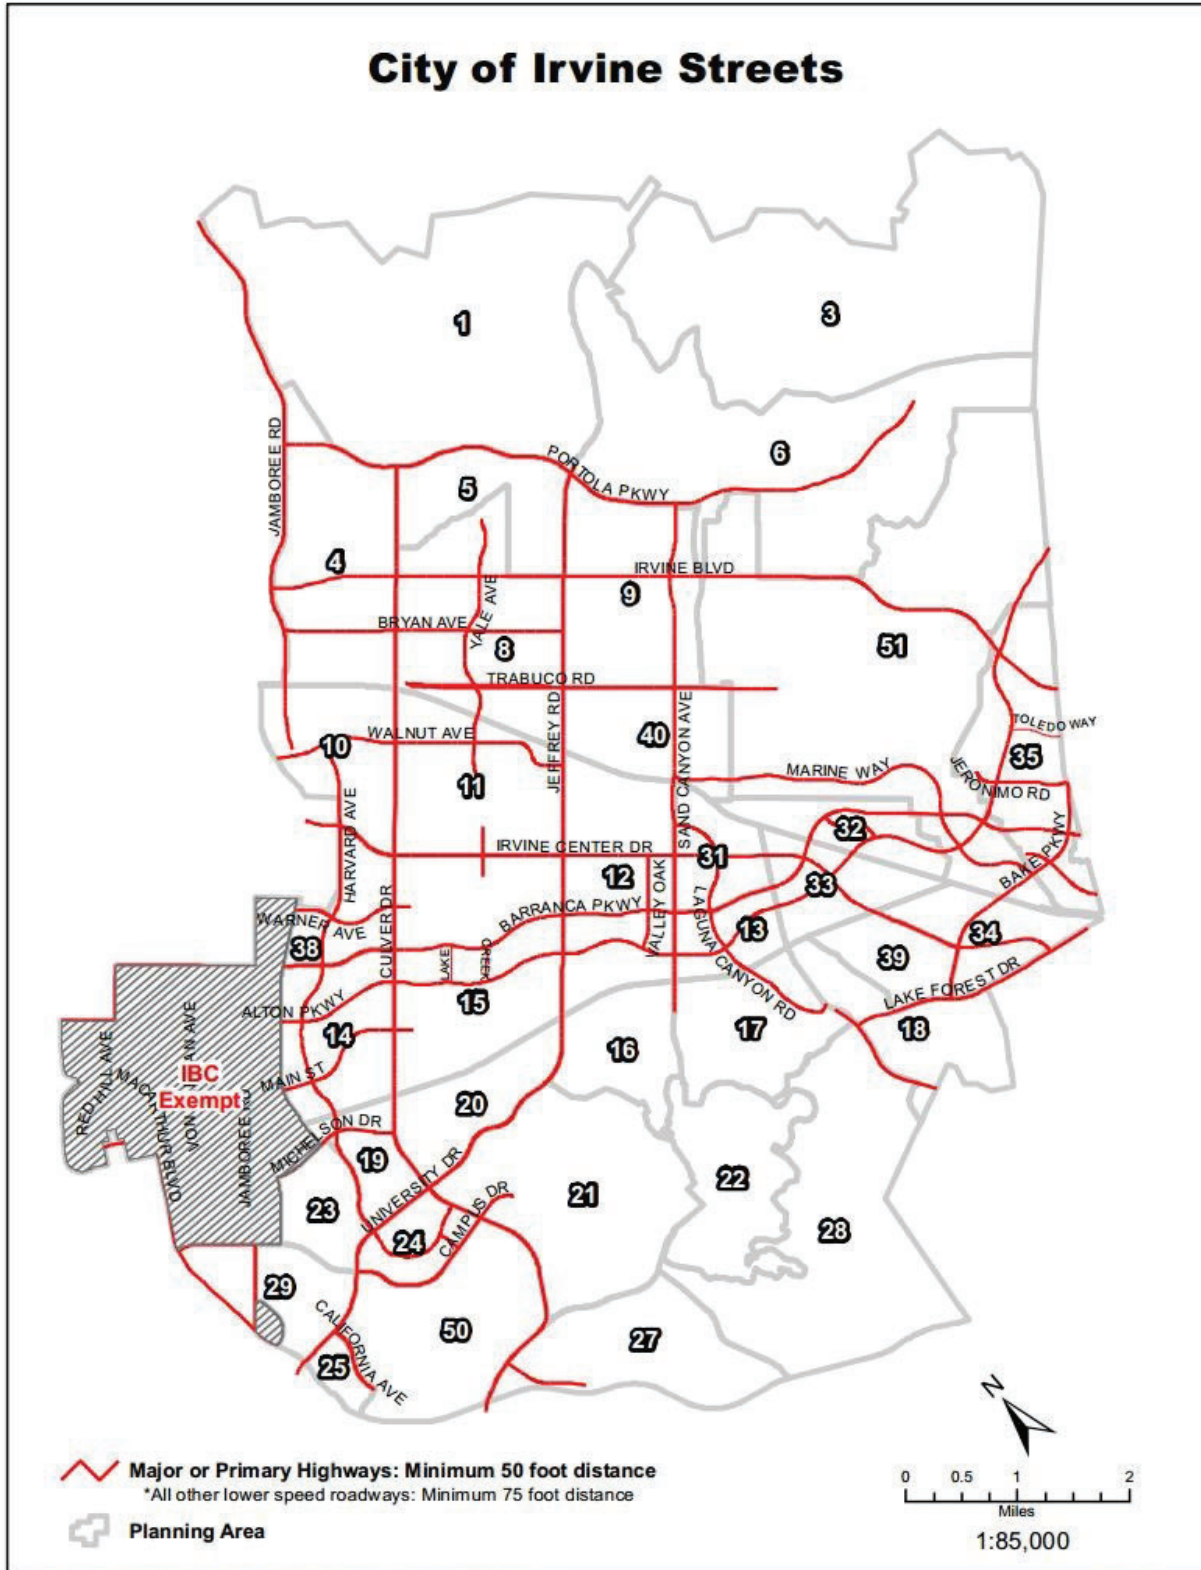 City of Irvine Streets
1
3
JAMBOREE RD
6
PORTOLA PKWY
5
4
IRVINE BLVD
9
YALE AVE
BRYAN AVE
8
51
TRABUCO RD
JEFFREY RD
SAND CANYON AVE
TOLEDO WAY
10
WALNUT AVE
40
35
JERONIMO RD
MARINE WAY
11
HARVARD AVE
32
BAKE PKWY
IRVINE CENTER DR
31
12
33
VALLEY OAK
LAGUNA CANYON RD
BARRANCA PKWY
WARNER AVE
CULVER DR
13
34
38
LAKE
CREEK
39
LAKE FOREST DR
ALTON PKWY
15
14
17
18
16
RED HILL AVE
MACARTHUR BLVD
IBC
Exempt
JAMBOREE RD
MAIN ST
20
MICHELSON DR
19
UNIVERSITY DR
CAMPUS DR
21
22
23
24
28
29
CALIFORNIA AVE
50
27
25
N
Major or Primary Highways: Minimum 50 foot distance
*All other lower speed roadways: Minimum 75 foot distance
Planning Area
0 0.5 1 2
Miles
1:85,000